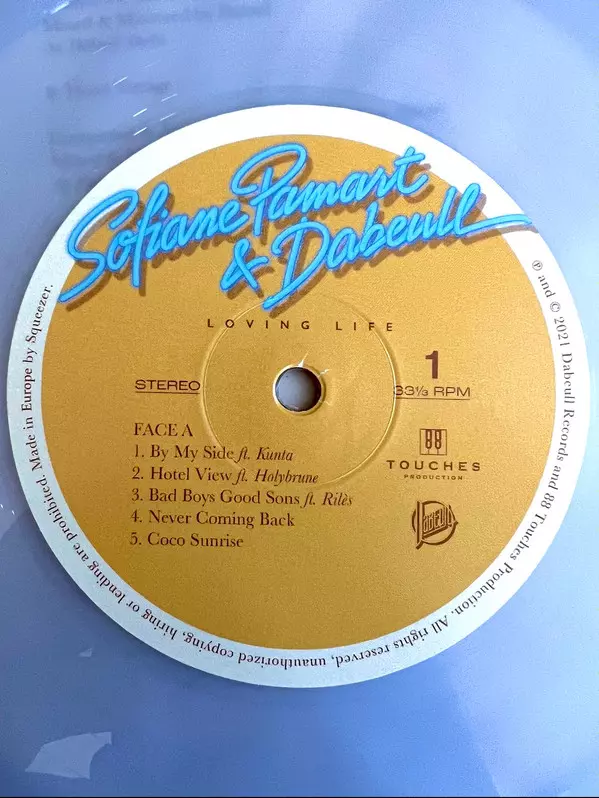 Sofiane Pamart
& Dabeull
LOVING LIFE
STEREO
1
33⅓ RPM
FACE A
1. By My Side ft. Kunta
2. Hotel View ft. Holybrune
3. Bad Boys Good Sons ft. Rilès
4. Never Coming Back
5. Coco Sunrise
88
TOUCHES
PRODUCTION
Dabeull
℗ and © 2021 Dabeull Records and 88 Touches Production. All rights reserved, unauthorized copying, hiring or lending are prohibited. Made in Europe by Squeezer.